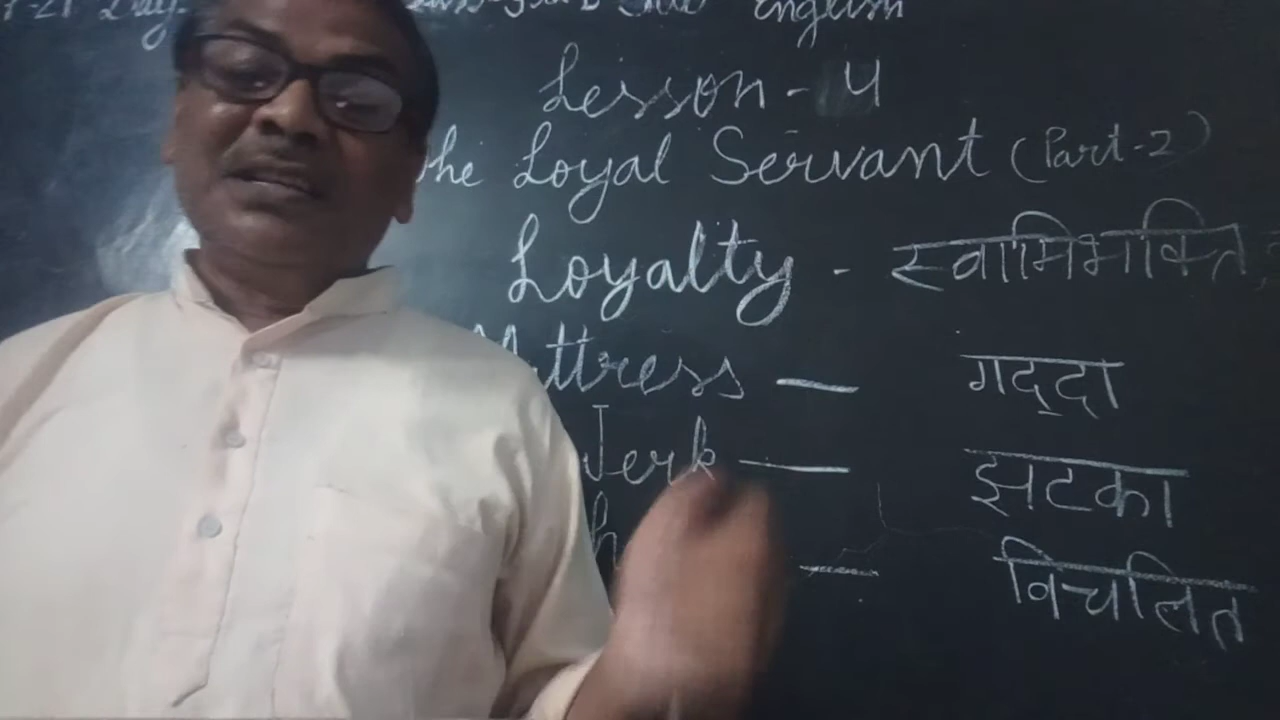 English
Lesson - 4
The Loyal Servant (Part-2)
Loyalty - स्वामिभक्ति
Mattress — गद्दा
Jerk — झटका
— विचलित